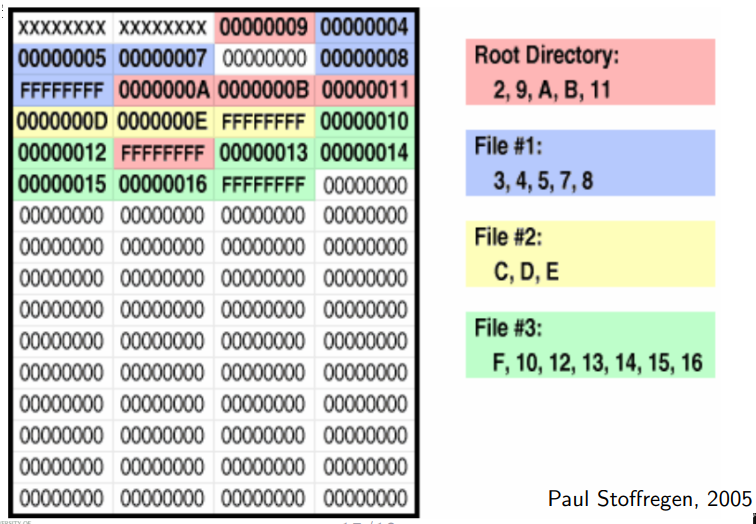 XXXXXXXX XXXXXXXX 00000009 00000004
00000005 00000007 00000000 00000008
FFFFFFFF 0000000A 0000000B 00000011
0000000D 0000000E FFFFFFFF 00000010
00000012 FFFFFFFF 00000013 00000014
00000015 00000016 FFFFFFFF 00000000
00000000 00000000 00000000 00000000
00000000 00000000 00000000 00000000
00000000 00000000 00000000 00000000
00000000 00000000 00000000 00000000
00000000 00000000 00000000 00000000
00000000 00000000 00000000 00000000
00000000 00000000 00000000 00000000
00000000 00000000 00000000 00000000
00000000 00000000 00000000 00000000
00000000 00000000 00000000 00000000
Root Directory:
2, 9, A, B, 11
File #1:
3, 4, 5, 7, 8
File #2:
C, D, E
File #3:
F, 10, 12, 13, 14, 15, 16
Paul Stoffregen, 2005